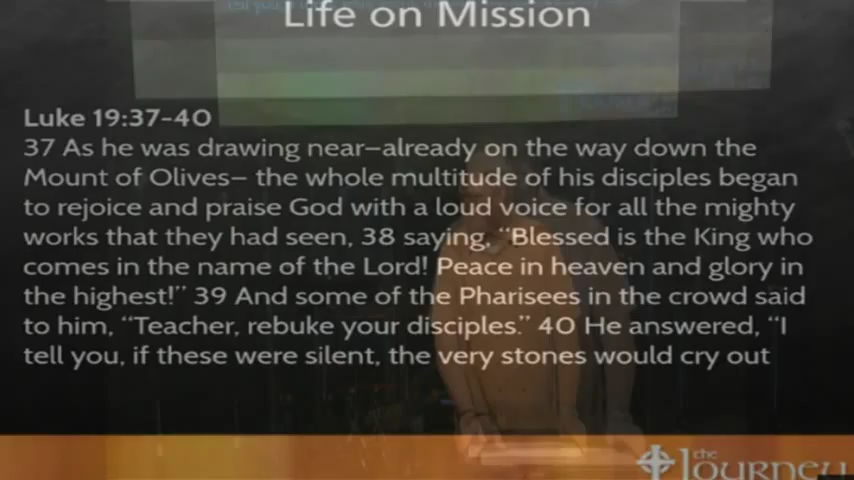 Life on Mission
Luke 19:37-40
37 As he was drawing near—already on the way down the
Mount of Olives— the whole multitude of his disciples began
to rejoice and praise God with a loud voice for all the mighty
works that they had seen, 38 saying, “Blessed is the King who
comes in the name of the Lord! Peace in heaven and glory in
the highest!” 39 And some of the Pharisees in the crowd said
to him, “Teacher, rebuke your disciples.” 40 He answered, “I
tell you, if these were silent, the very stones would cry out
the
Journey